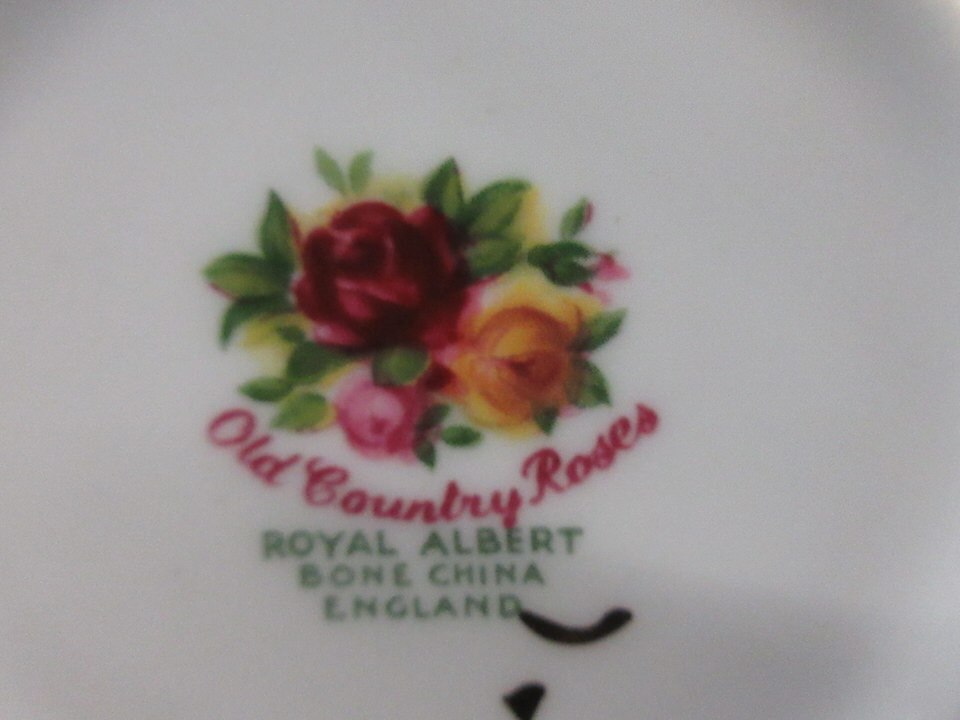 Old Country Roses
ROYAL ALBERT
BONE CHINA
ENGLAND